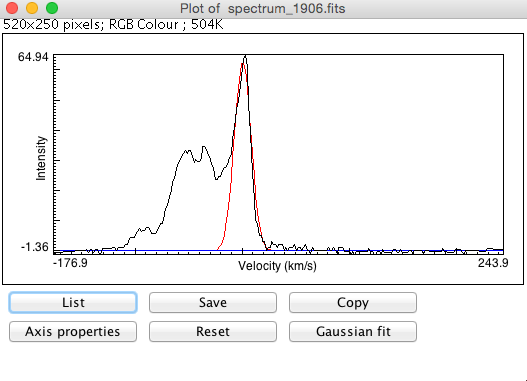 Plot of spectrum_1906.fits
520x250 pixels; RGB Colour ; 504K
64.94
Intensity
-1.36
-176.9
Velocity (km/s)
243.9
List
Save
Copy
Axis properties
Reset
Gaussian fit